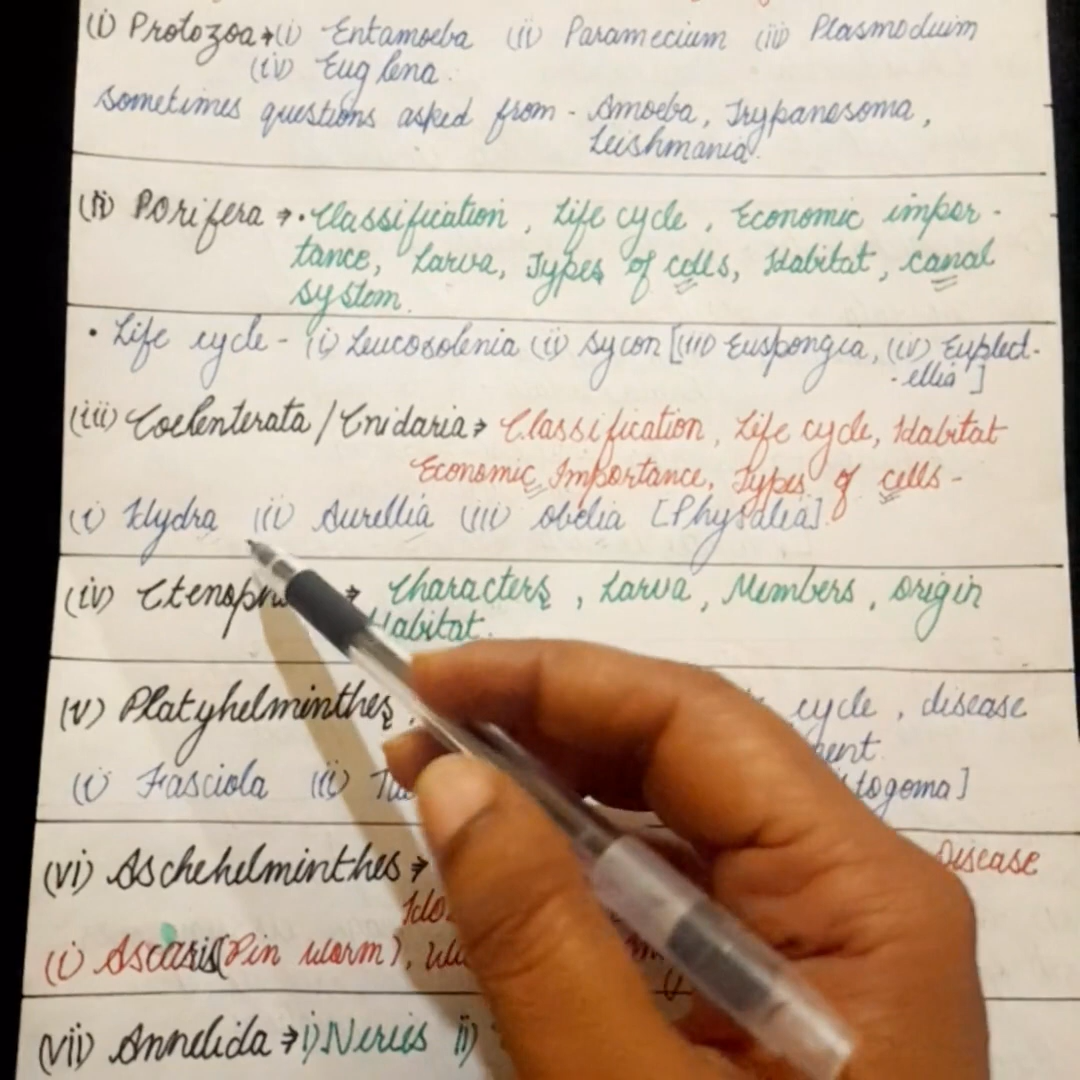 (i) Protozoa → (i) Entamoeba (ii) Paramecium (iii) Plasmoduim
(iv) Euglena.
sometimes questions asked from - Amoeba, Trypanesoma,
Leishmania.
(ii) Porifera → • Classification, Life cycle, Economic impor-
tance, Larva, Types of cells, Habitat, canal
system.
• Life cycle - (i) Leucosolenia (ii) Sycon [(iii) Euspongia, (iv) Euplect-
-ellia]
(iii) Coelenterata / Cnidaria → Classification, Life cycle, Habitat
Economic Importance, Types of cells -
(i) Hydra (ii) Aurellia (iii) Obelia [Physalia].
(iv) Ctenoph → Characters, Larva, Members, Origin
Habitat.
(v) Platyhelminthes, cycle, disease
(i) Fasciola (ii) togoma]
(vi) Aschehelminthes → Disease
(i) Ascaris (Pin worm),
(vii) Annelida → i) Neries ii)